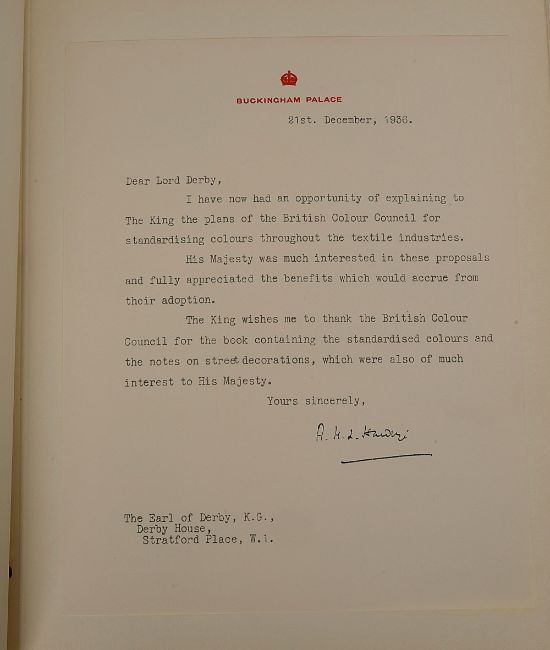 BUCKINGHAM PALACE
21st. December, 1936.
Dear Lord Derby,
I have now had an opportunity of explaining to
The King the plans of the British Colour Council for
standardising colours throughout the textile industries.
His Majesty was much interested in these proposals
and fully appreciated the benefits which would accrue from
their adoption.
The King wishes me to thank the British Colour
Council for the book containing the standardised colours and
the notes on street decorations, which were also of much
interest to His Majesty.
Yours sincerely,
A. H. L. Hardinge
The Earl of Derby, K.G.,
Derby House,
Stratford Place, W.1.